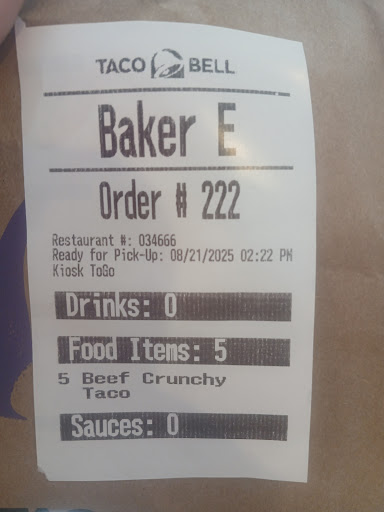 TACO BELL
Baker E
Order # 222
Restaurant #: 034666
Ready for Pick-Up: 08/21/2025 02:22 PM
Kiosk ToGo
Drinks: 0
Food Items: 5
5 Beef Crunchy
Taco
Sauces: 0